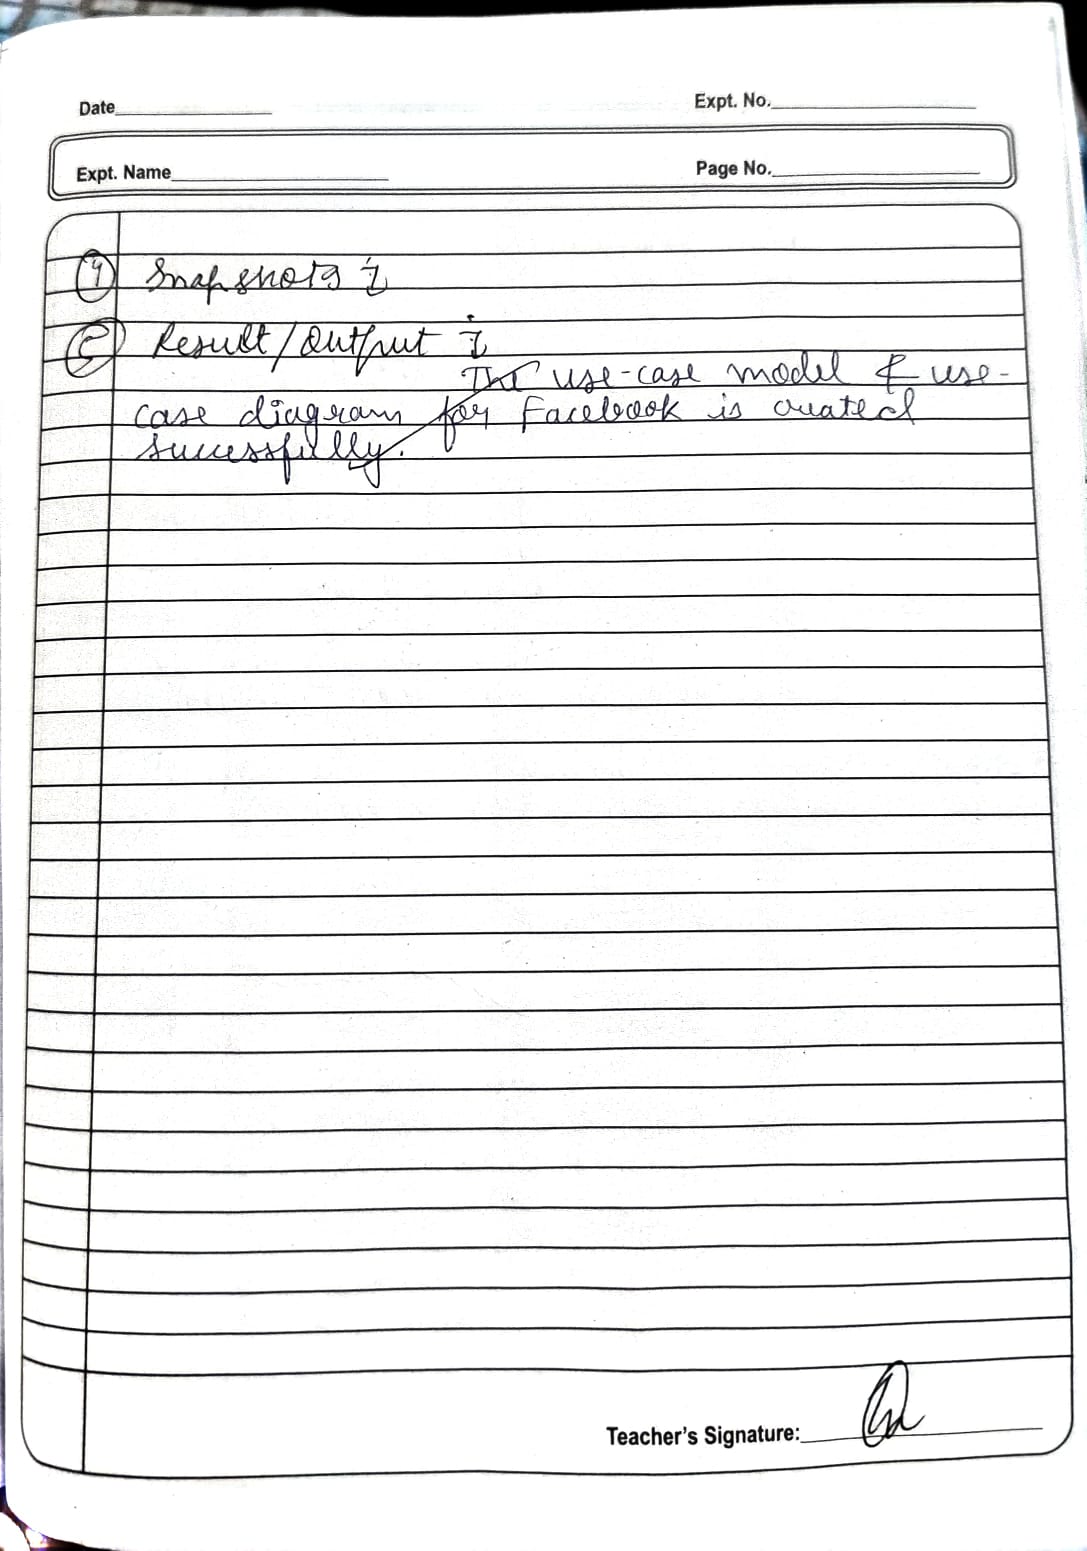 Date
Expt. No.
Expt. Name
Page No.
4 Snapshots :
5 Result/Output :
The use-case model & use-
case diagram for Facebook is created
successfully.
Teacher's Signature: